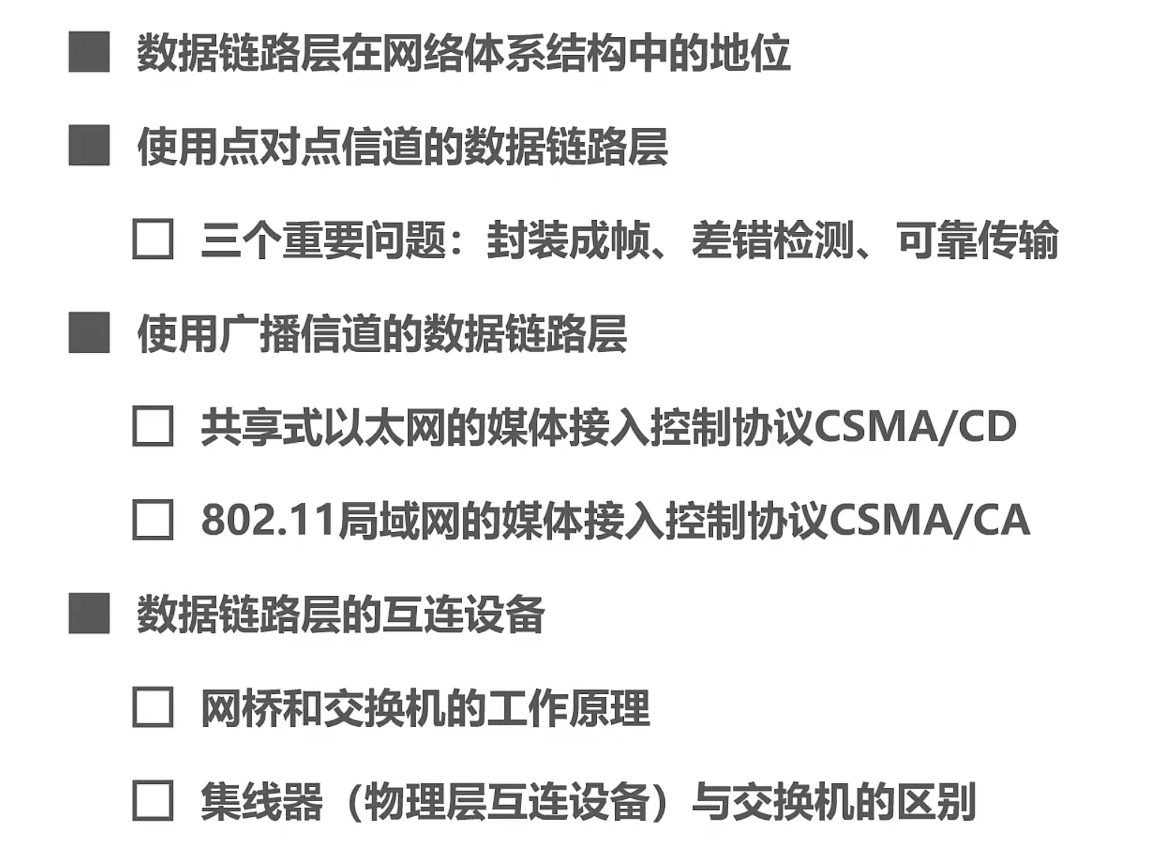 数据链路层在网络体系结构中的地位
使用点对点信道的数据链路层
三个重要问题：封装成帧、差错检测、可靠传输
使用广播信道的数据链路层
共享式以太网的媒体接入控制协议CSMA/CD
802.11局域网的媒体接入控制协议CSMA/CA
数据链路层的互连设备
网桥和交换机的工作原理
集线器（物理层互连设备）与交换机的区别